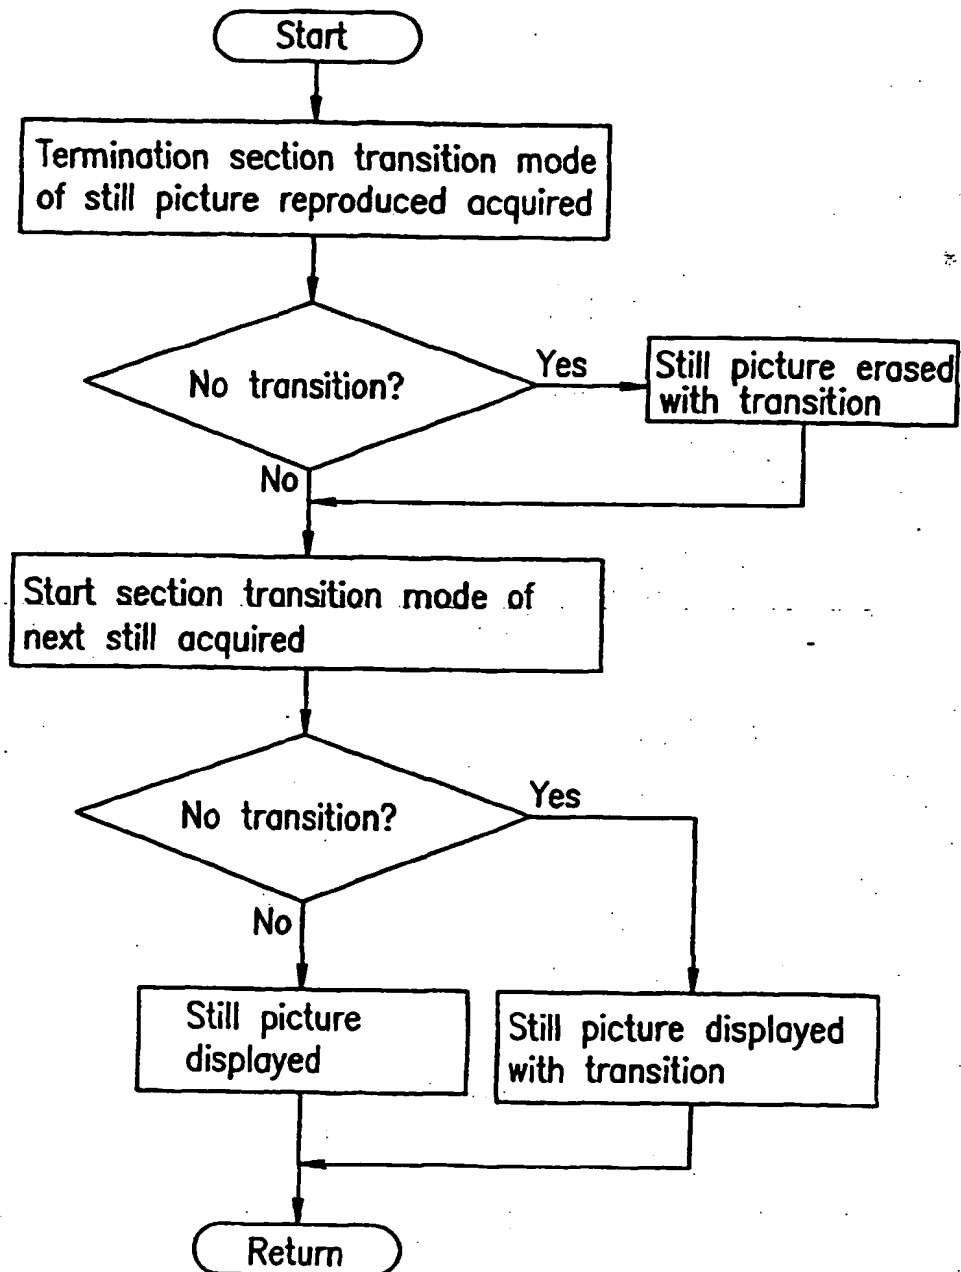 Start
Termination section transition mode
of still picture reproduced acquired
No transition?
Yes
Still picture erased
with transition
No
Start section transition mode of
next still acquired
No transition?
Yes
No
Still picture
displayed
Still picture displayed
with transition
Return